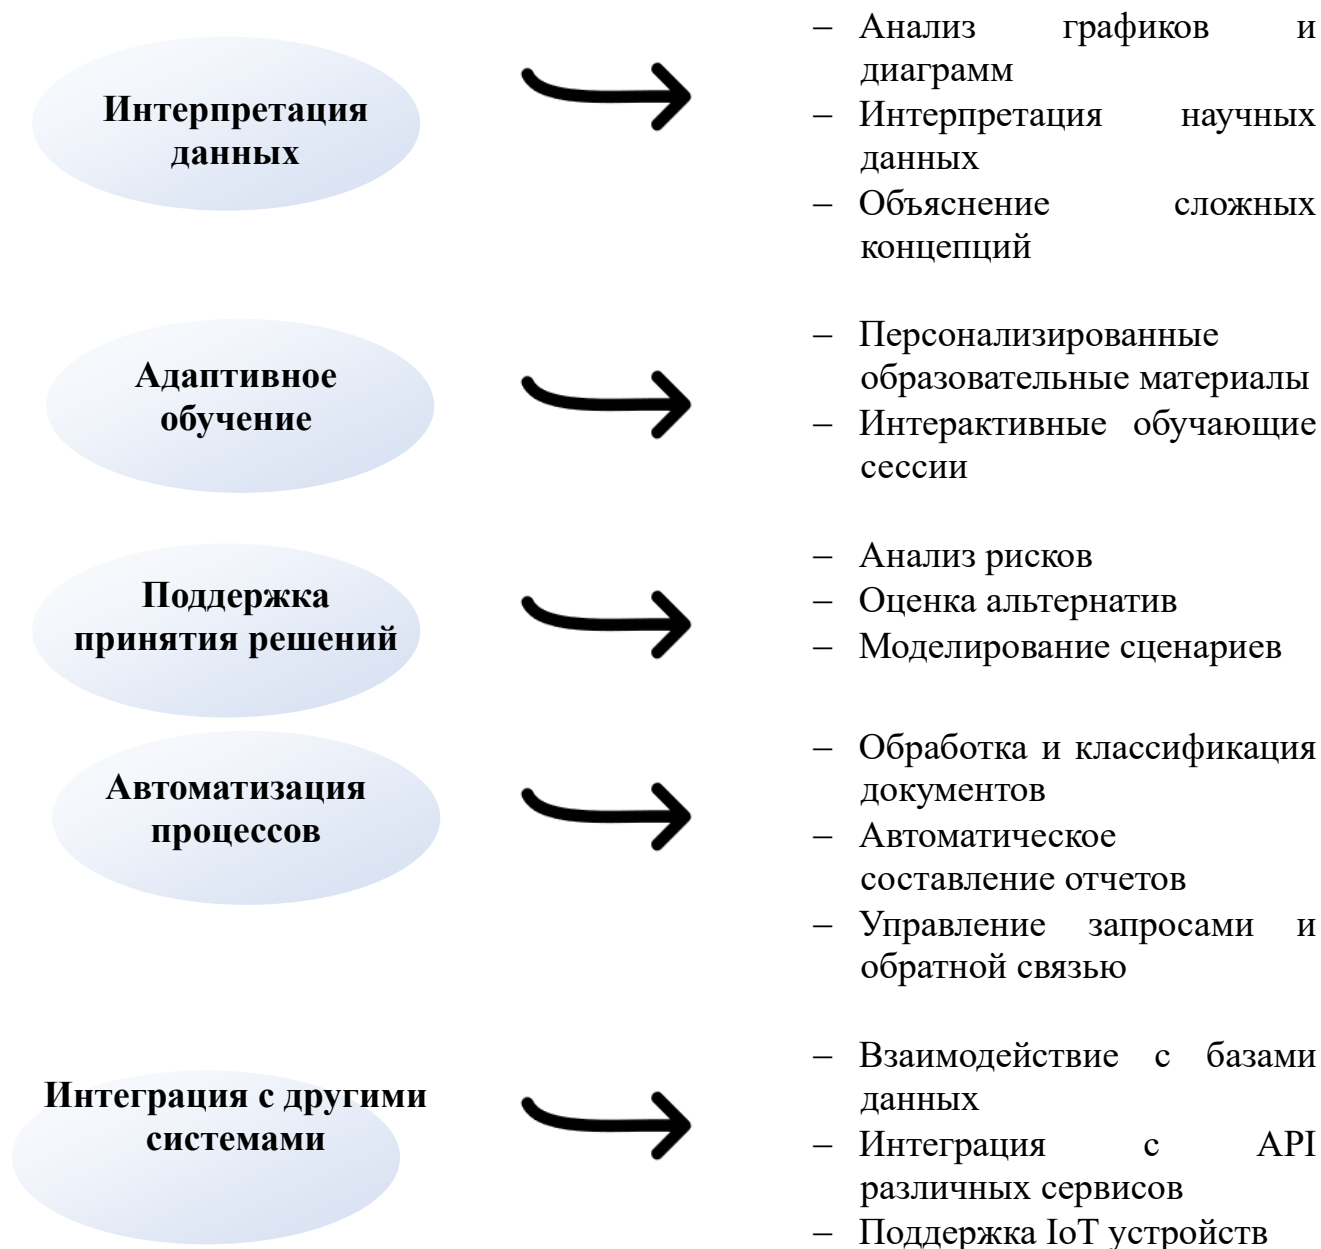 Интерпретация
данных
– Анализ графиков и
диаграмм
– Интерпретация научных
данных
– Объяснение сложных
концепций
Адаптивное
обучение
– Персонализированные
образовательные материалы
– Интерактивные обучающие
сессии
Поддержка
принятия решений
– Анализ рисков
– Оценка альтернатив
– Моделирование сценариев
Автоматизация
процессов
– Обработка и классификация
документов
– Автоматическое
составление отчетов
– Управление запросами и
обратной связью
Интеграция с другими
системами
– Взаимодействие с базами
данных
– Интеграция с API
различных сервисов
– Поддержка IoT устройств